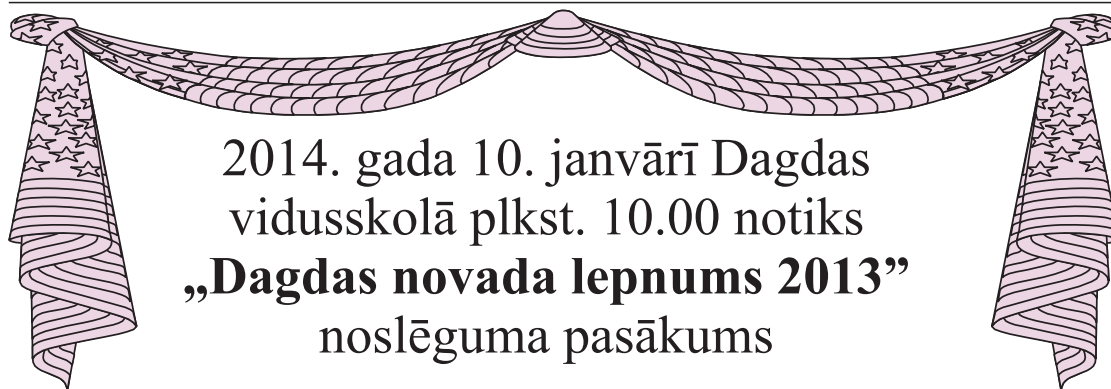 2014. gada 10. janvārī Dagdas
vidusskolā plkst. 10.00 notiks
„Dagdas novada lepnums 2013”
noslēguma pasākums